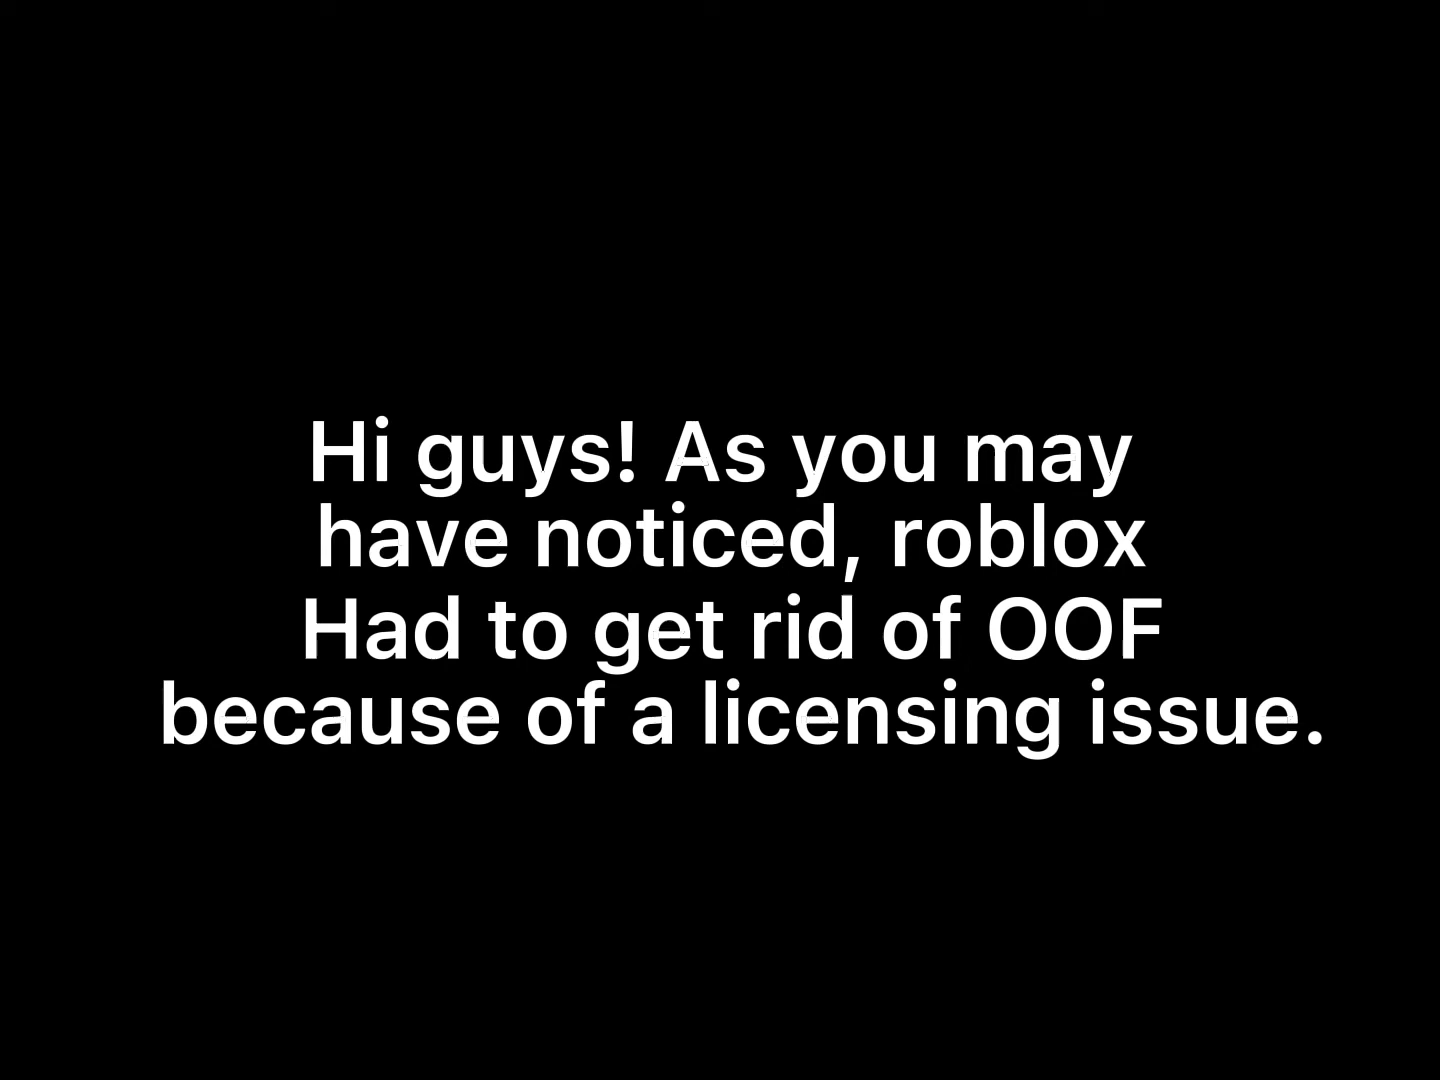 Hi guys! As you may
have noticed, roblox
Had to get rid of OOF
because of a licensing issue.